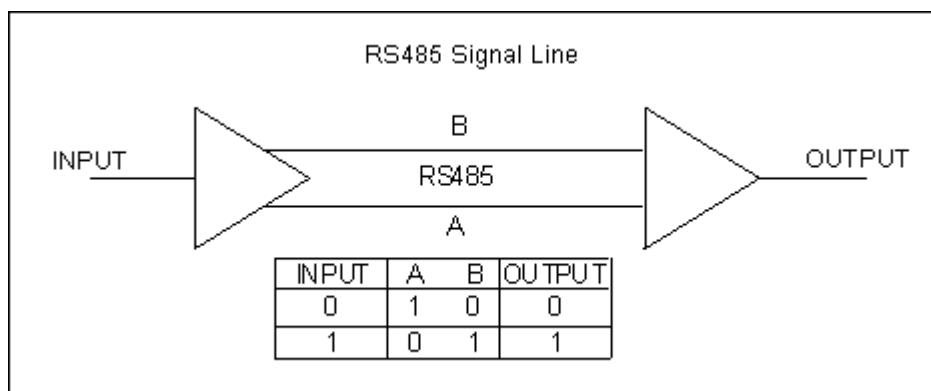 RS485 Signal Line
B
INPUT
RS485
OUTPUT
A
INPUT A B OUTPUT
0 1 0 0
1 0 1 1